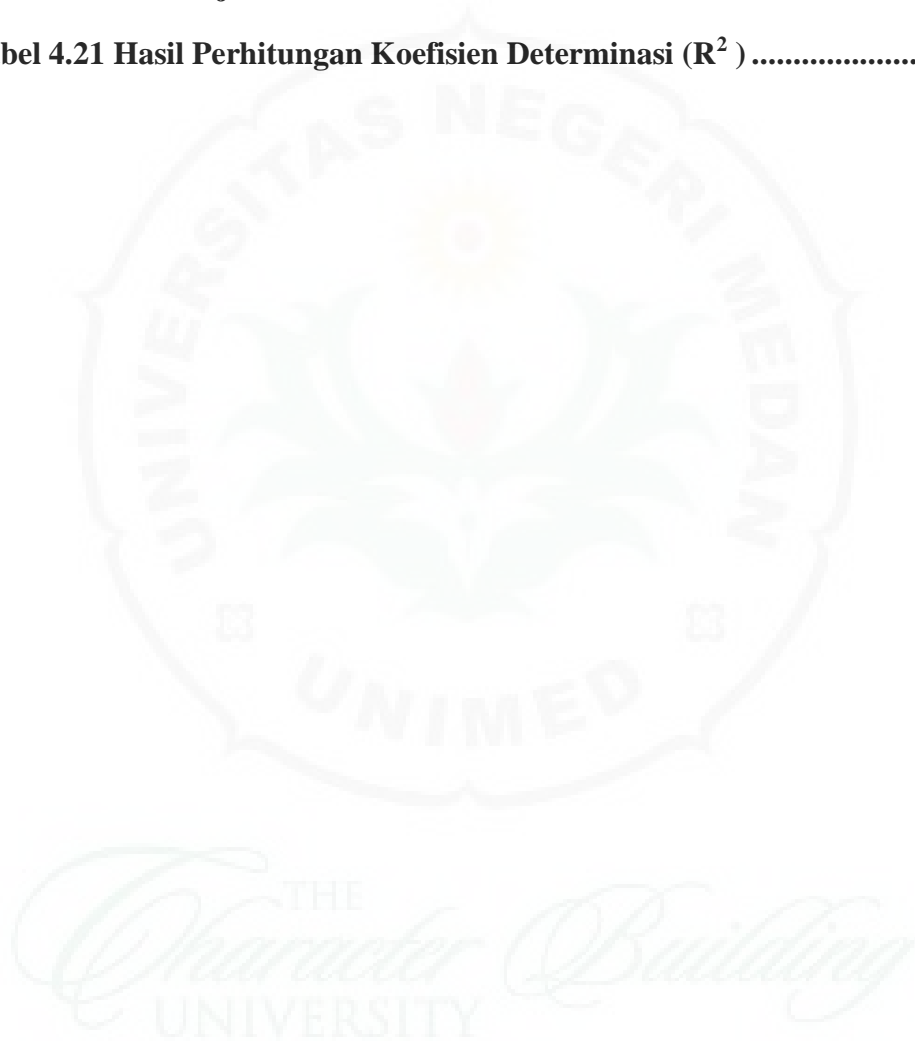 bel 4.21 Hasil Perhitungan Koefisien Determinasi (R² ) ....................
UNIVERSITAS NEGERI MEDAN
UNIMED
THE
Character Building
UNIVERSITY